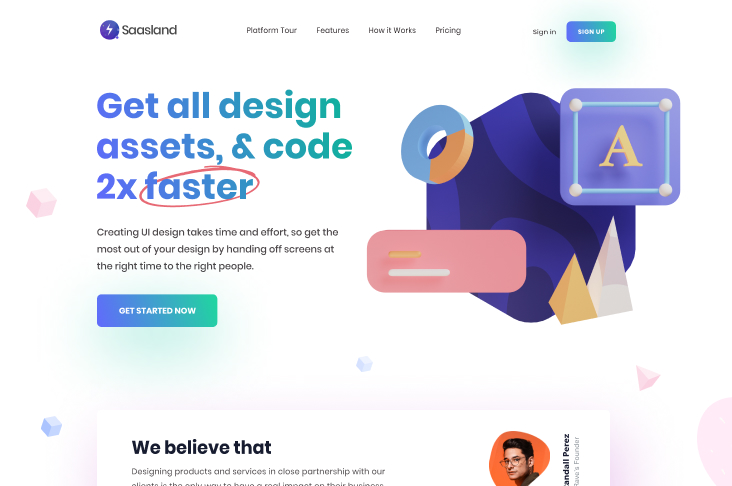 Saasland
Platform Tour
Features
How it Works
Pricing
Sign in
SIGN UP
Get all design
assets, & code
2x faster
A
Creating UI design takes time and effort, so get the
most out of your design by handing off screens at
the right time to the right people.
GET STARTED NOW
We believe that
Designing products and services in close partnership with our
clients is the only way to have a real impact on their business.
andall Perez
Rave's Founder